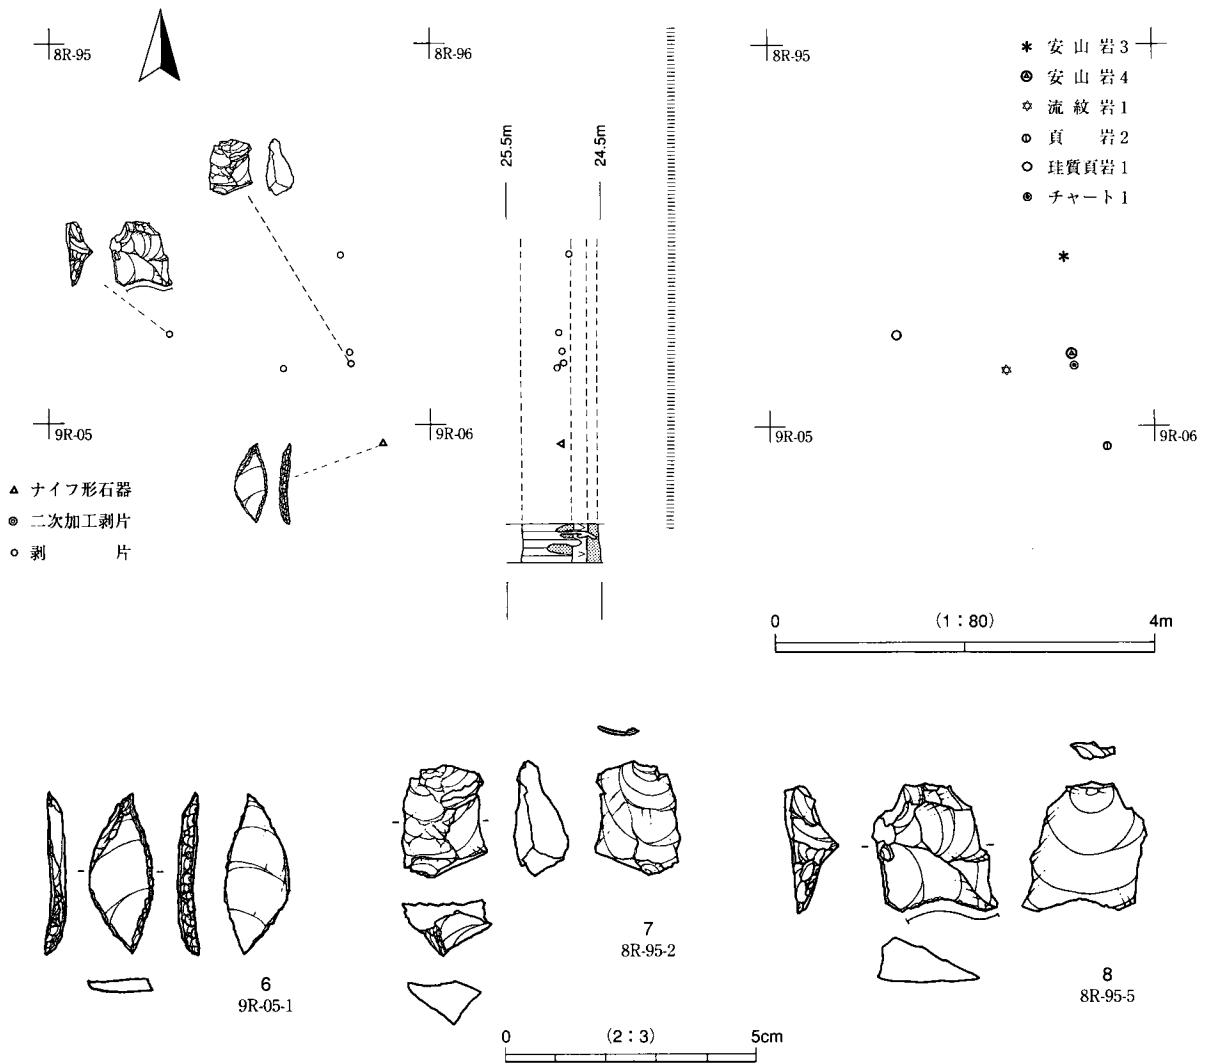 8R-95
8R-96
25.5m
24.5m
8R-95
安山岩3
安山岩4
流紋岩1
頁岩2
珪質頁岩1
チャート1
9R-05
9R-06
9R-05
9R-06
ナイフ形石器
二次加工剥片
剥片
0 (1:80) 4m
6
9R-05-1
7
8R-95-2
8
8R-95-5
0 (2:3) 5cm